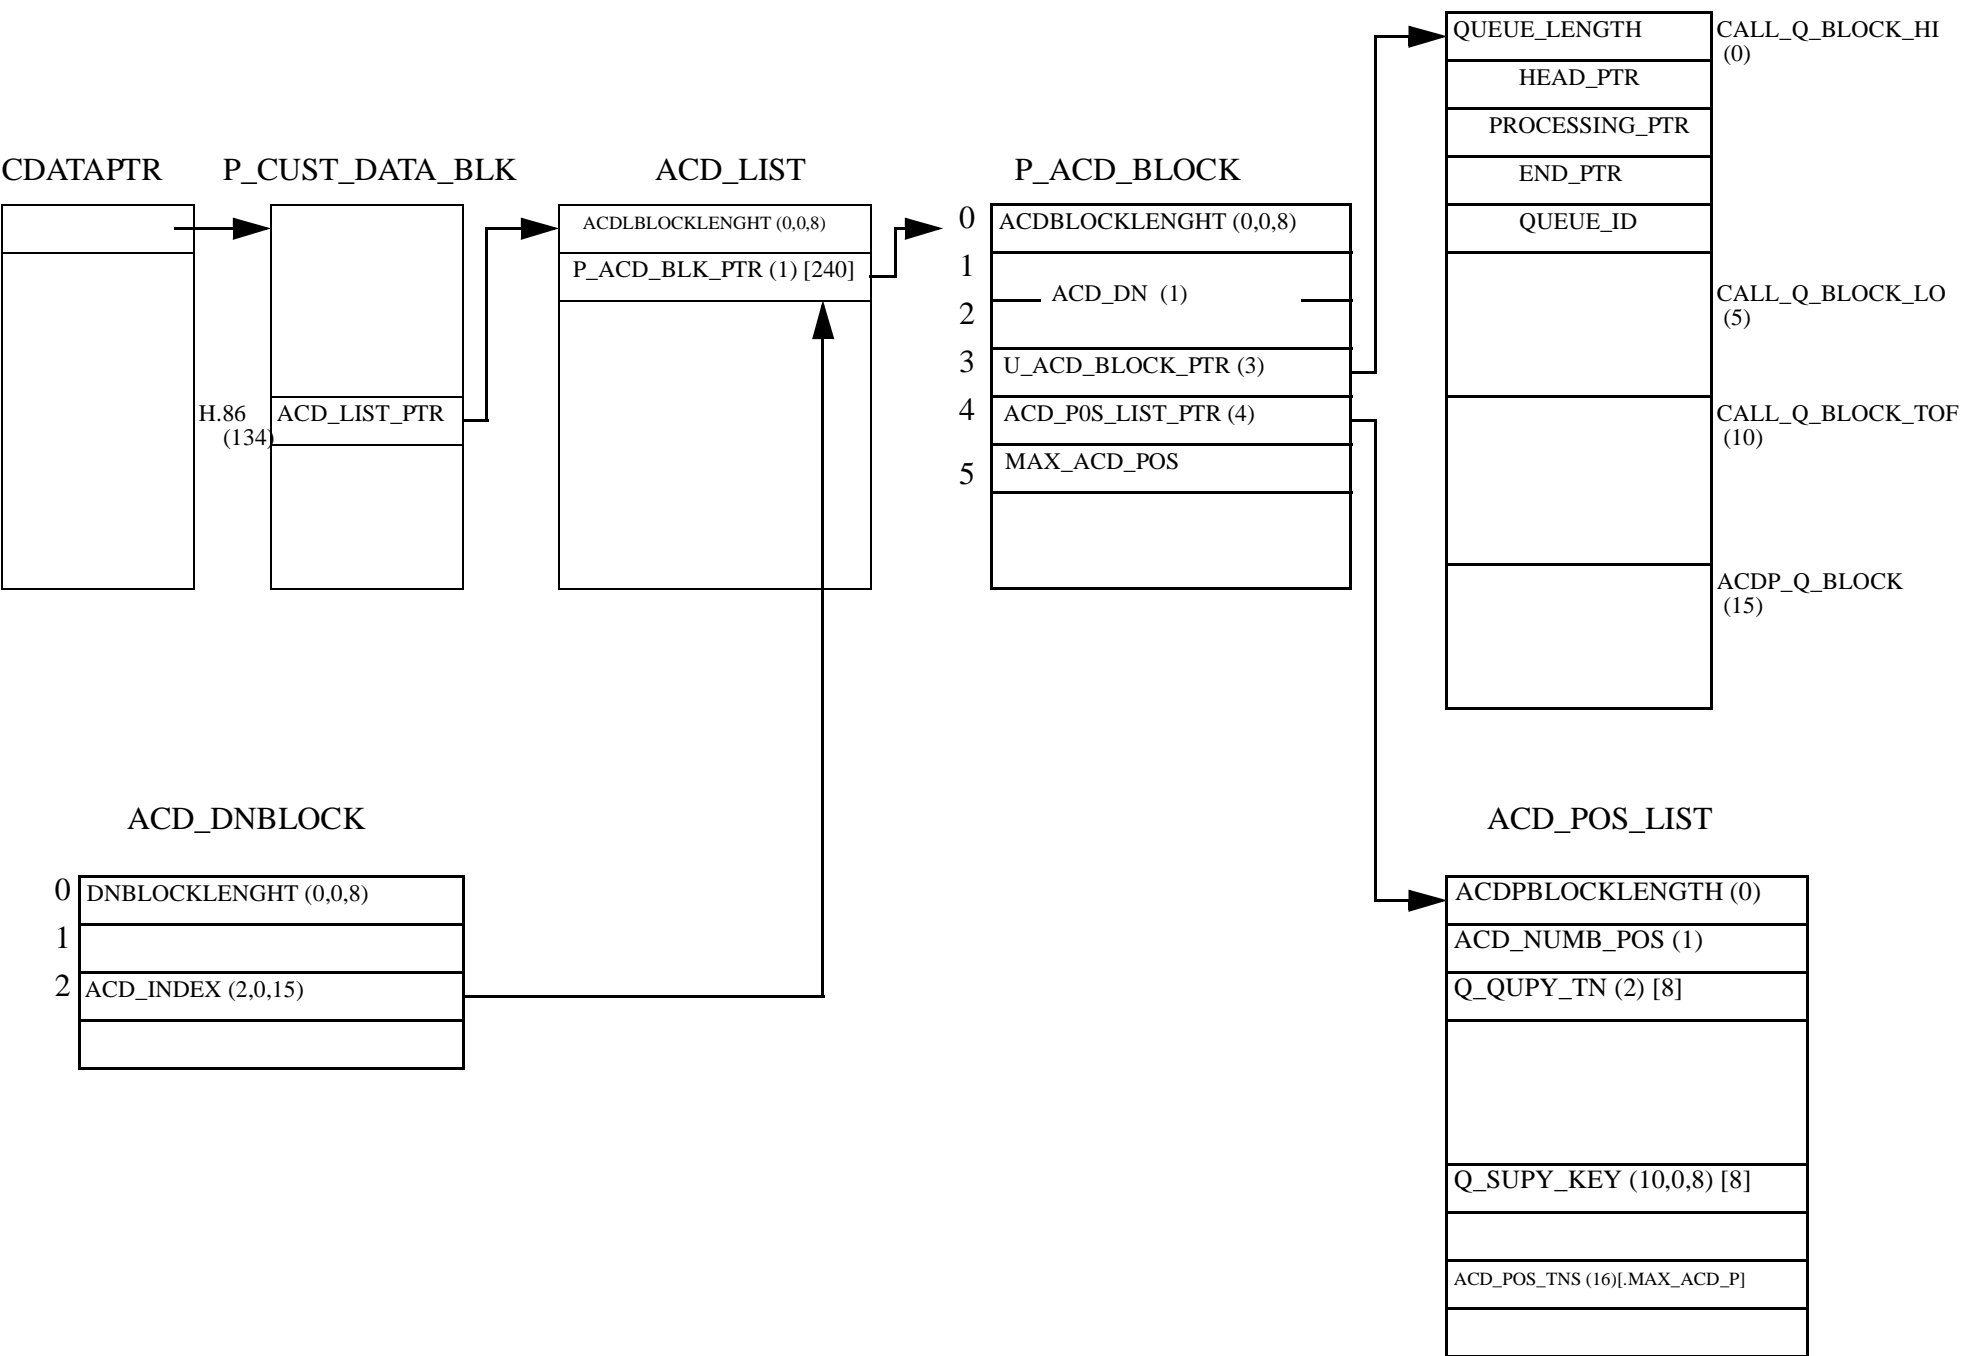 QUEUE_LENGTH
CALL_Q_BLOCK_HI
(0)
HEAD_PTR
PROCESSING_PTR
END_PTR
QUEUE_ID
CALL_Q_BLOCK_LO
(5)
CALL_Q_BLOCK_TOF
(10)
ACDP_Q_BLOCK
(15)
CDATAPTR
P_CUST_DATA_BLK
H.86
(134)
ACD_LIST_PTR
ACD_LIST
ACDLBLOCKLENGHT (0,0,8)
P_ACD_BLK_PTR (1) [240]
P_ACD_BLOCK
0 ACDBLOCKLENGHT (0,0,8)
1
ACD_DN (1)
2
3 U_ACD_BLOCK_PTR (3)
4 ACD_P0S_LIST_PTR (4)
5 MAX_ACD_POS
ACD_DNBLOCK
0 DNBLOCKLENGHT (0,0,8)
1
2 ACD_INDEX (2,0,15)
ACD_POS_LIST
ACDPBLOCKLENGTH (0)
ACD_NUMB_POS (1)
Q_QUPY_TN (2) [8]
Q_SUPY_KEY (10,0,8) [8]
ACD_POS_TNS (16)[.MAX_ACD_P]